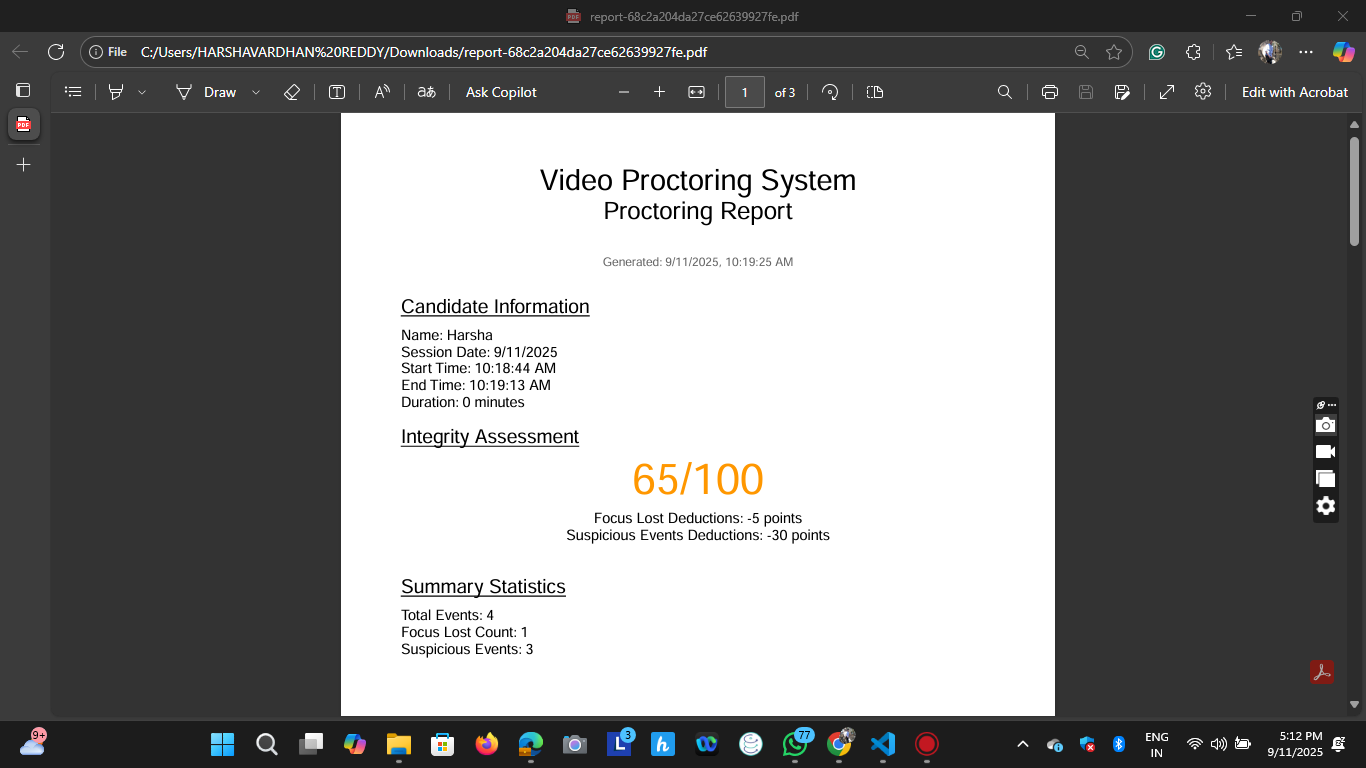 report-68c2a204da27ce62639927fe.pdf
File C:/Users/HARSHAVARDHAN%20REDDY/Downloads/report-68c2a204da27ce62639927fe.pdf
Draw
Ask Copilot
1 of 3
Edit with Acrobat
Video Proctoring System
Proctoring Report
Generated: 9/11/2025, 10:19:25 AM
Candidate Information
Name: Harsha
Session Date: 9/11/2025
Start Time: 10:18:44 AM
End Time: 10:19:13 AM
Duration: 0 minutes
Integrity Assessment
65/100
Focus Lost Deductions: -5 points
Suspicious Events Deductions: -30 points
Summary Statistics
Total Events: 4
Focus Lost Count: 1
Suspicious Events: 3
9+
3
77
ENG
IN
5:12 PM
9/11/2025